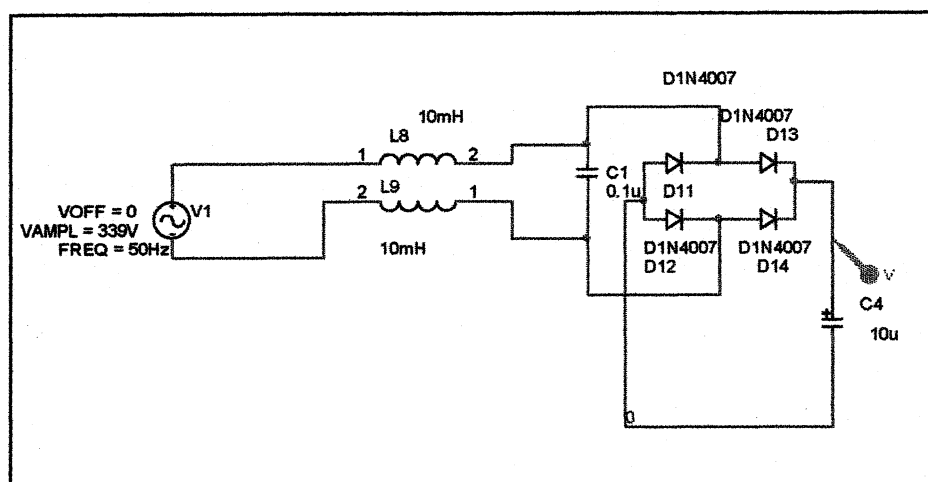 D1N4007
10mH
D1N4007
L8
D13
1
2
C1
L9
2
1
0.1u
D11
VOFF = 0
V1
VAMPL = 339V
FREQ = 50Hz
10mH
D1N4007
D1N4007
D12
D14
V
C4
10u
0